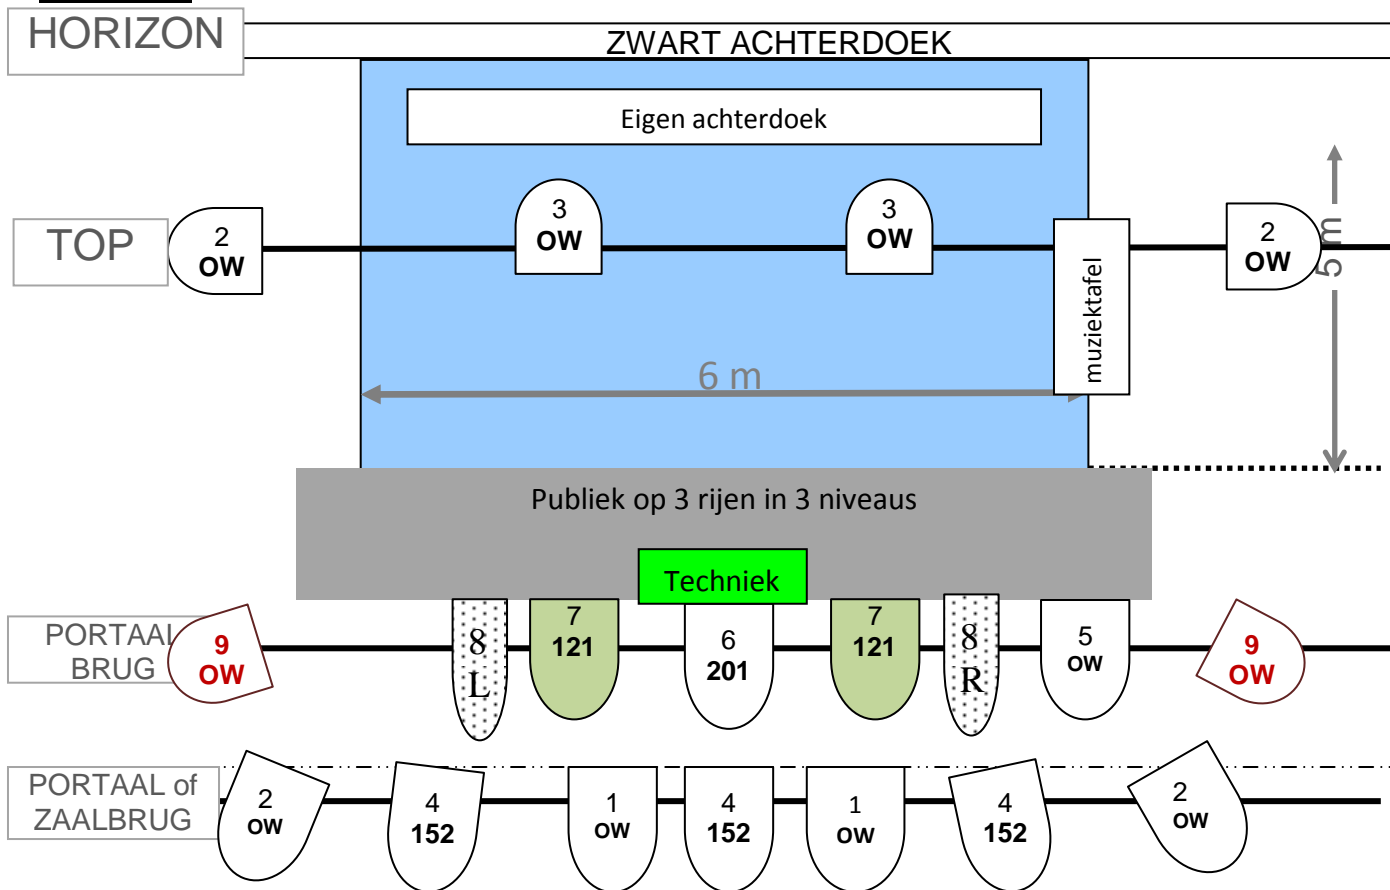 HORIZON
ZWART ACHTERDOEK
Eigen achterdoek
TOP
2
OW
3
OW
3
OW
2
OW
5 m
muziektafel
6 m
Publiek op 3 rijen in 3 niveaus
Techniek
PORTAAL
BRUG
9
OW
8
L
7
121
6
201
7
121
8
R
5
OW
9
OW
PORTAAL of
ZAALBRUG
2
OW
4
152
1
OW
4
152
1
OW
4
152
2
OW